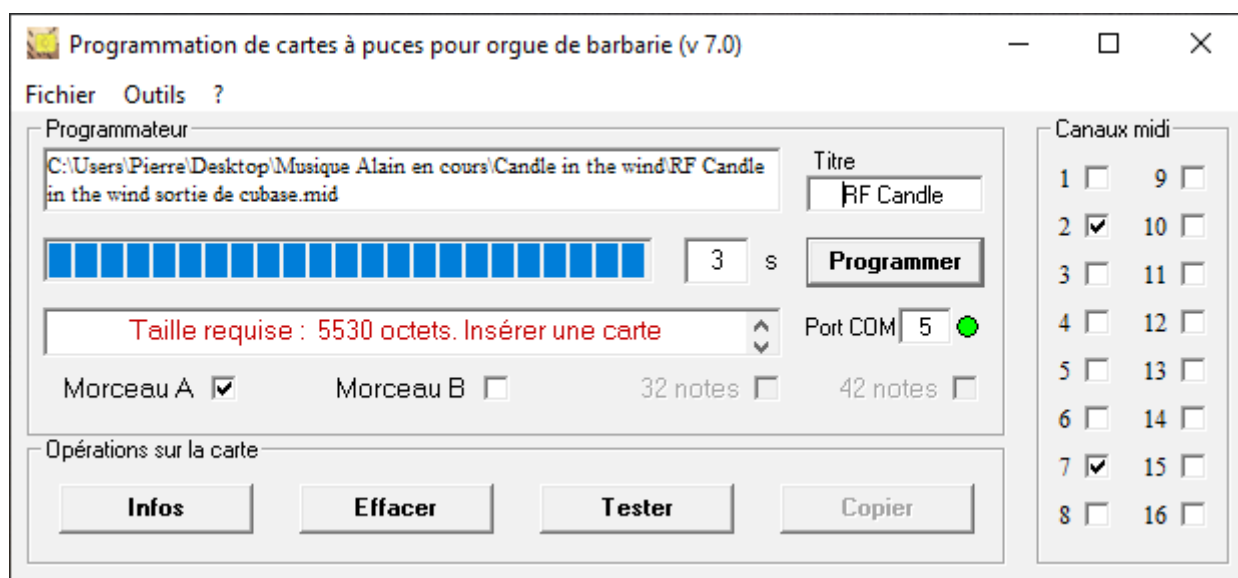 Programmation de cartes à puces pour orgue de barbarie (v 7.0)
Fichier Outils ?
Programmateur
C:\Users\Pierre\Desktop\Musique Alain en cours\Candle in the wind\RF Candle
in the wind sortie de cubase.mid
Titre
RF Candle
3 s
Programmer
Taille requise : 5530 octets. Insérer une carte
Port COM 5
Morceau A
Morceau B
32 notes
42 notes
Opérations sur la carte
Infos
Effacer
Tester
Copier
Canaux midi
1 9
2 10
3 11
4 12
5 13
6 14
7 15
8 16